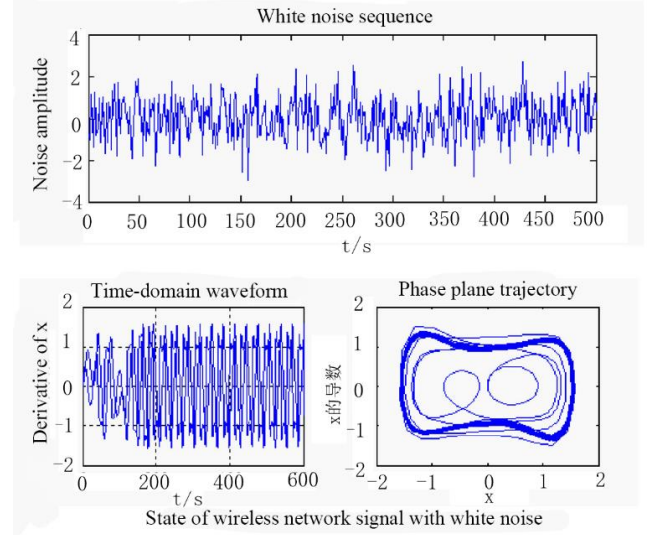 White noise sequence
Noise amplitude
4
2
0
-2
-4
0 50 100 150 200 250 300 350 400 450 500
t/s
Time-domain waveform
Derivative of x
2
1
0
-1
-2
0 200 400 600
t/s
Phase plane trajectory
x的导数
2
1
0
-1
-2
-2 -1 0 1 2
x
State of wireless network signal with white noise